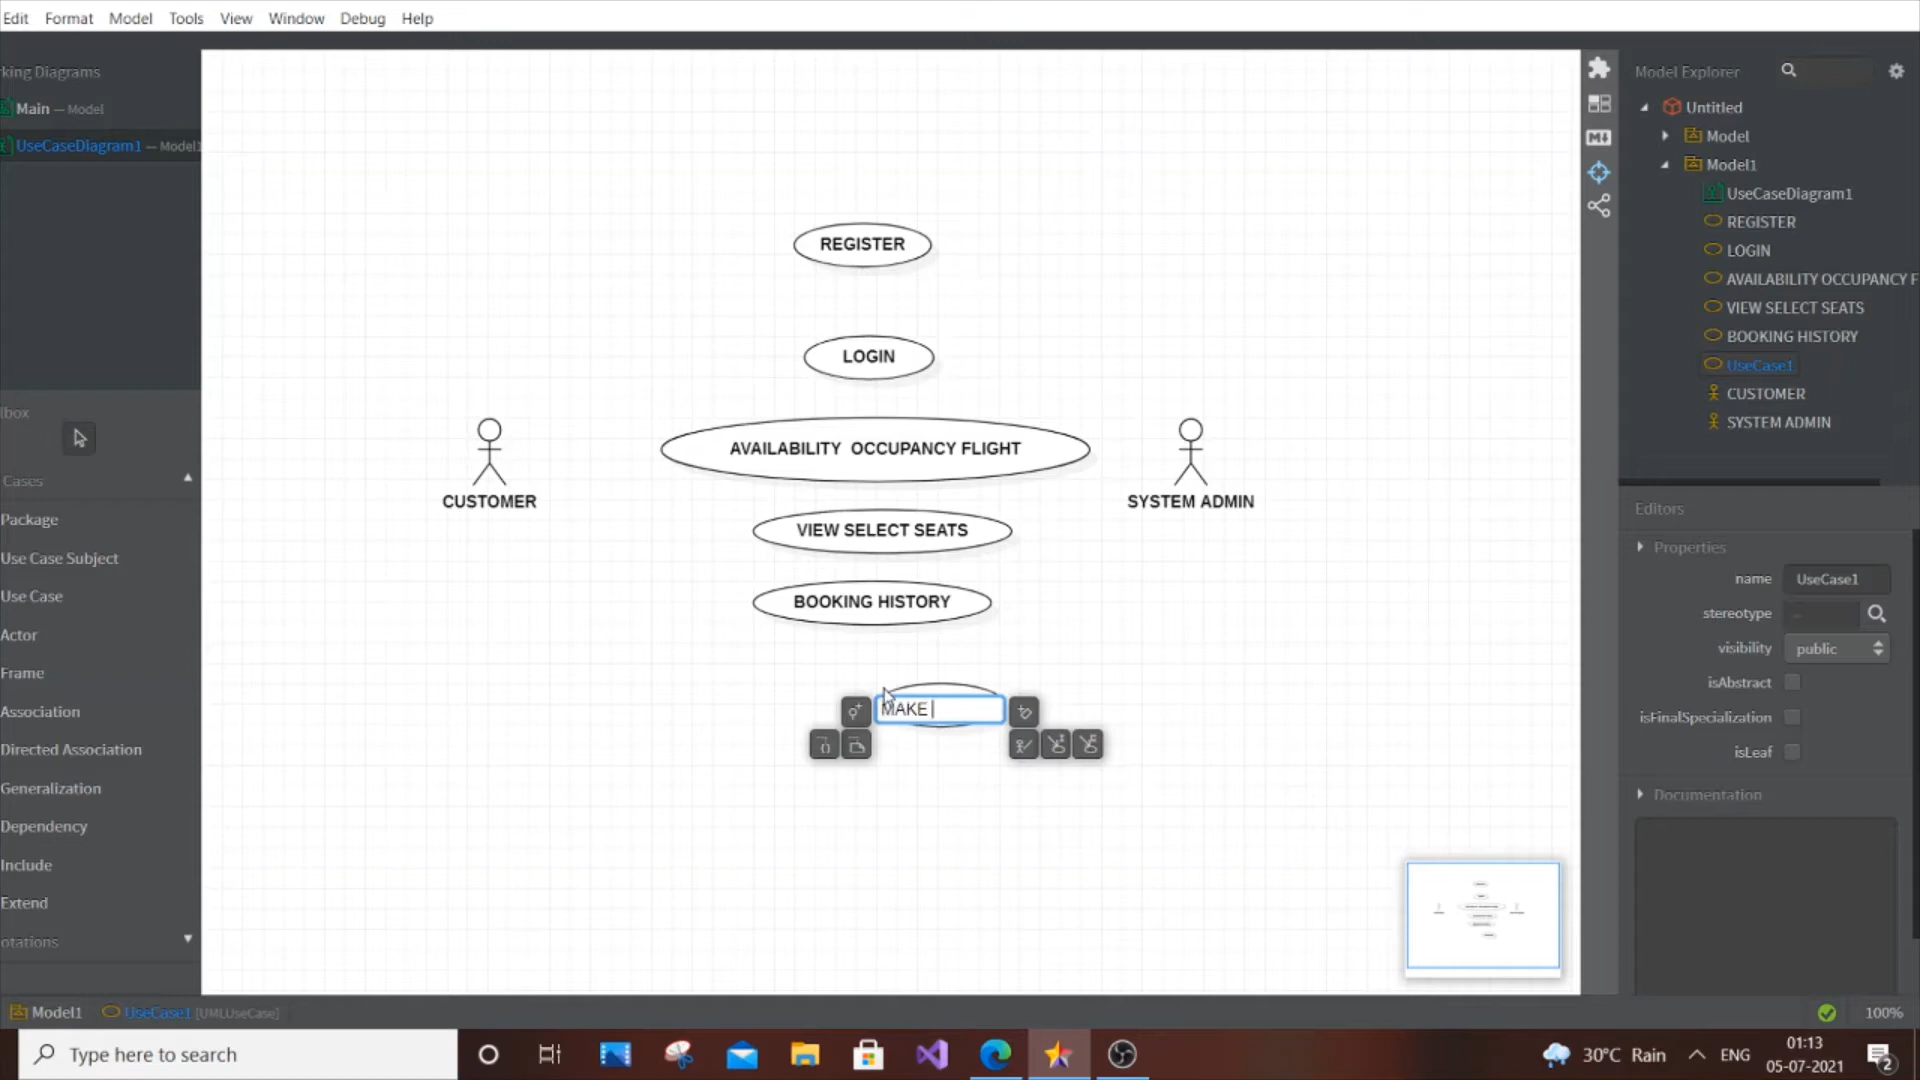 Edit Format Model Tools View Window Debug Help
rking Diagrams
Main — Model
UseCaseDiagram1 — Model1
lbox
Cases
Package
Use Case Subject
Use Case
Actor
Frame
Association
Directed Association
Generalization
Dependency
Include
Extend
otations
REGISTER
LOGIN
AVAILABILITY OCCUPANCY FLIGHT
CUSTOMER
SYSTEM ADMIN
VIEW SELECT SEATS
BOOKING HISTORY
MAKE
Model Explorer
Untitled
Model
Model1
UseCaseDiagram1
REGISTER
LOGIN
AVAILABILITY OCCUPANCY F
VIEW SELECT SEATS
BOOKING HISTORY
UseCase1
CUSTOMER
SYSTEM ADMIN
Editors
Properties
name UseCase1
stereotype
visibility public
isAbstract
isFinalSpecialization
isLeaf
Documentation
Model1 UseCase1 [UMLUseCase]
100%
Type here to search
30°C Rain
ENG
01:13
05-07-2021
2